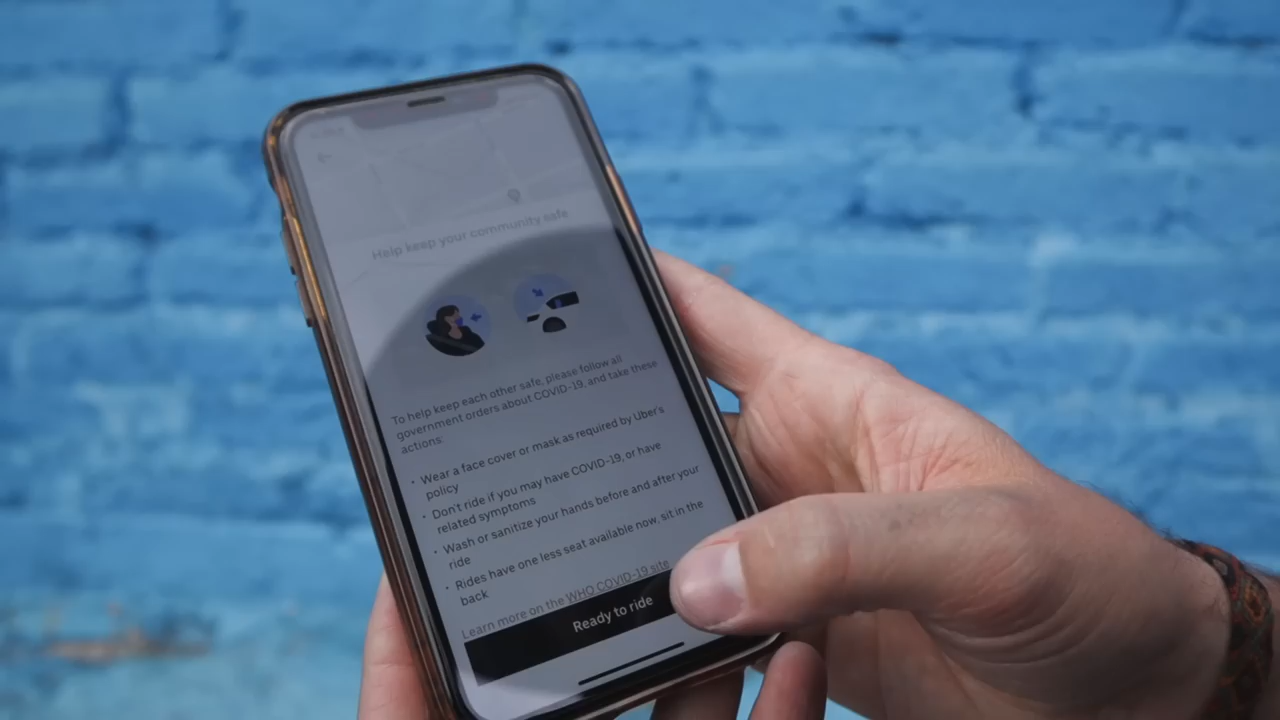 Help keep your community safe
To help keep each other safe, please follow all
government orders about COVID-19, and take these
actions:
• Wear a face cover or mask as required by Uber's
policy
• Don't ride if you may have COVID-19, or have
related symptoms
• Wash or sanitize your hands before and after your
ride
• Rides have one less seat available now, sit in the
back
Learn more on the WHO COVID-19 site
Ready to ride